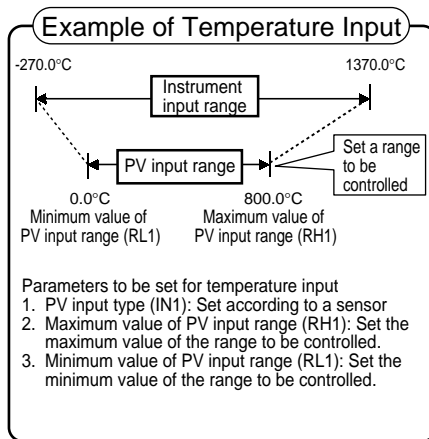 Example of Temperature Input
-270.0°C 1370.0°C
Instrument
input range
Set a range
to be
controlled
PV input range
0.0°C 800.0°C
Minimum value of Maximum value of
PV input range (RL1) PV input range (RH1)
Parameters to be set for temperature input
1. PV input type (IN1): Set according to a sensor
2. Maximum value of PV input range (RH1): Set the
maximum value of the range to be controlled.
3. Minimum value of PV input range (RL1): Set the
minimum value of the range to be controlled.